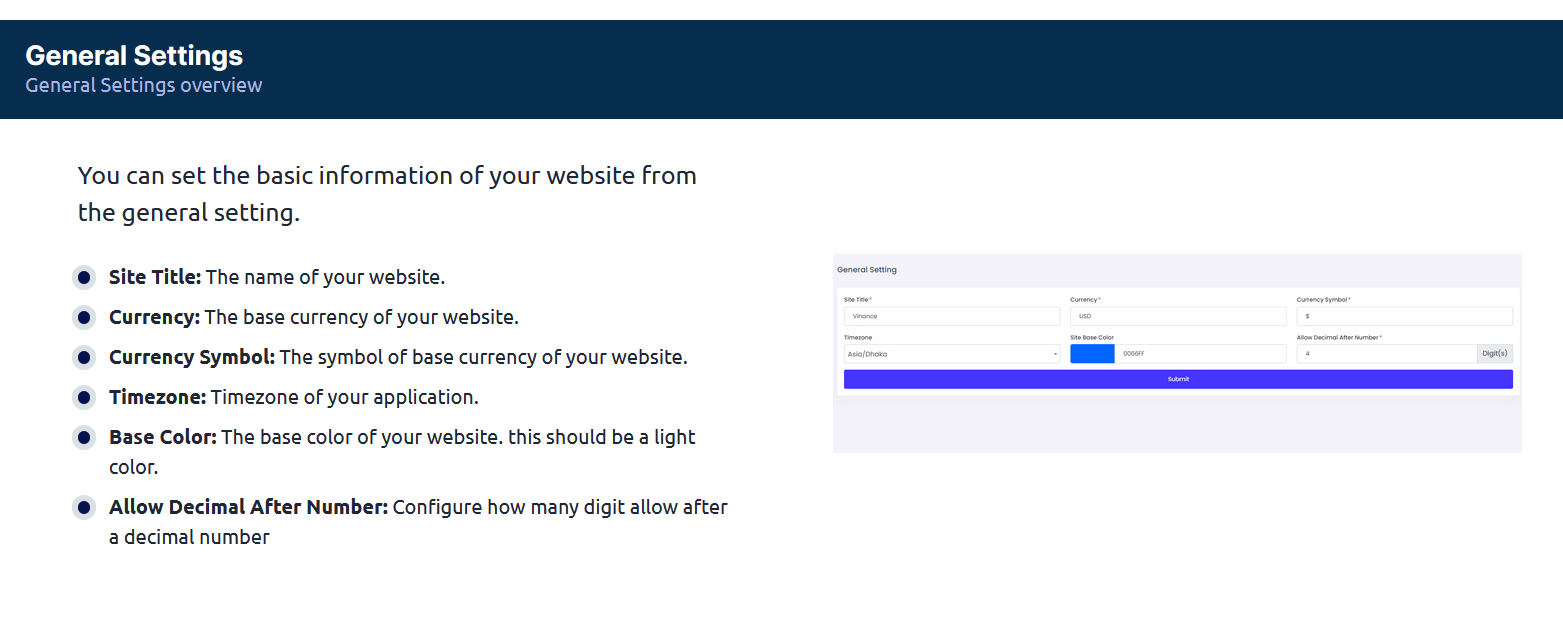 General Settings
General Settings overview
You can set the basic information of your website from
the general setting.
Site Title: The name of your website.
Currency: The base currency of your website.
Currency Symbol: The symbol of base currency of your website.
Timezone: Timezone of your application.
Base Color: The base color of your website. this should be a light
color.
Allow Decimal After Number: Configure how many digit allow after
a decimal number
General Setting
Site Title* Currency* Currency Symbol*
Vinance USD $
Timezone Site Base Color Allow Decimal After Number*
Asia/Dhaka 0066FF 4 Digit(s)
Submit